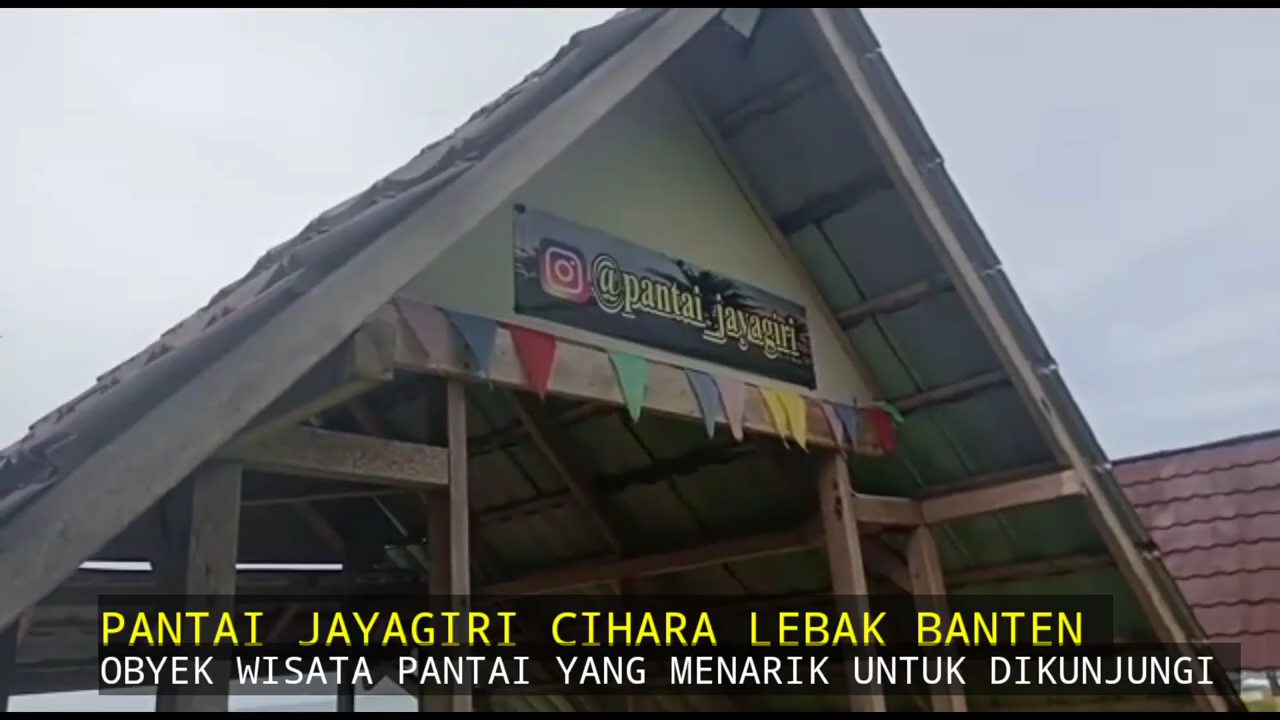 @pantai_jayagiri
PANTAI JAYAGIRI CIHARA LEBAK BANTEN
OBYEK WISATA PANTAI YANG MENARIK UNTUK DIKUNJUNGI